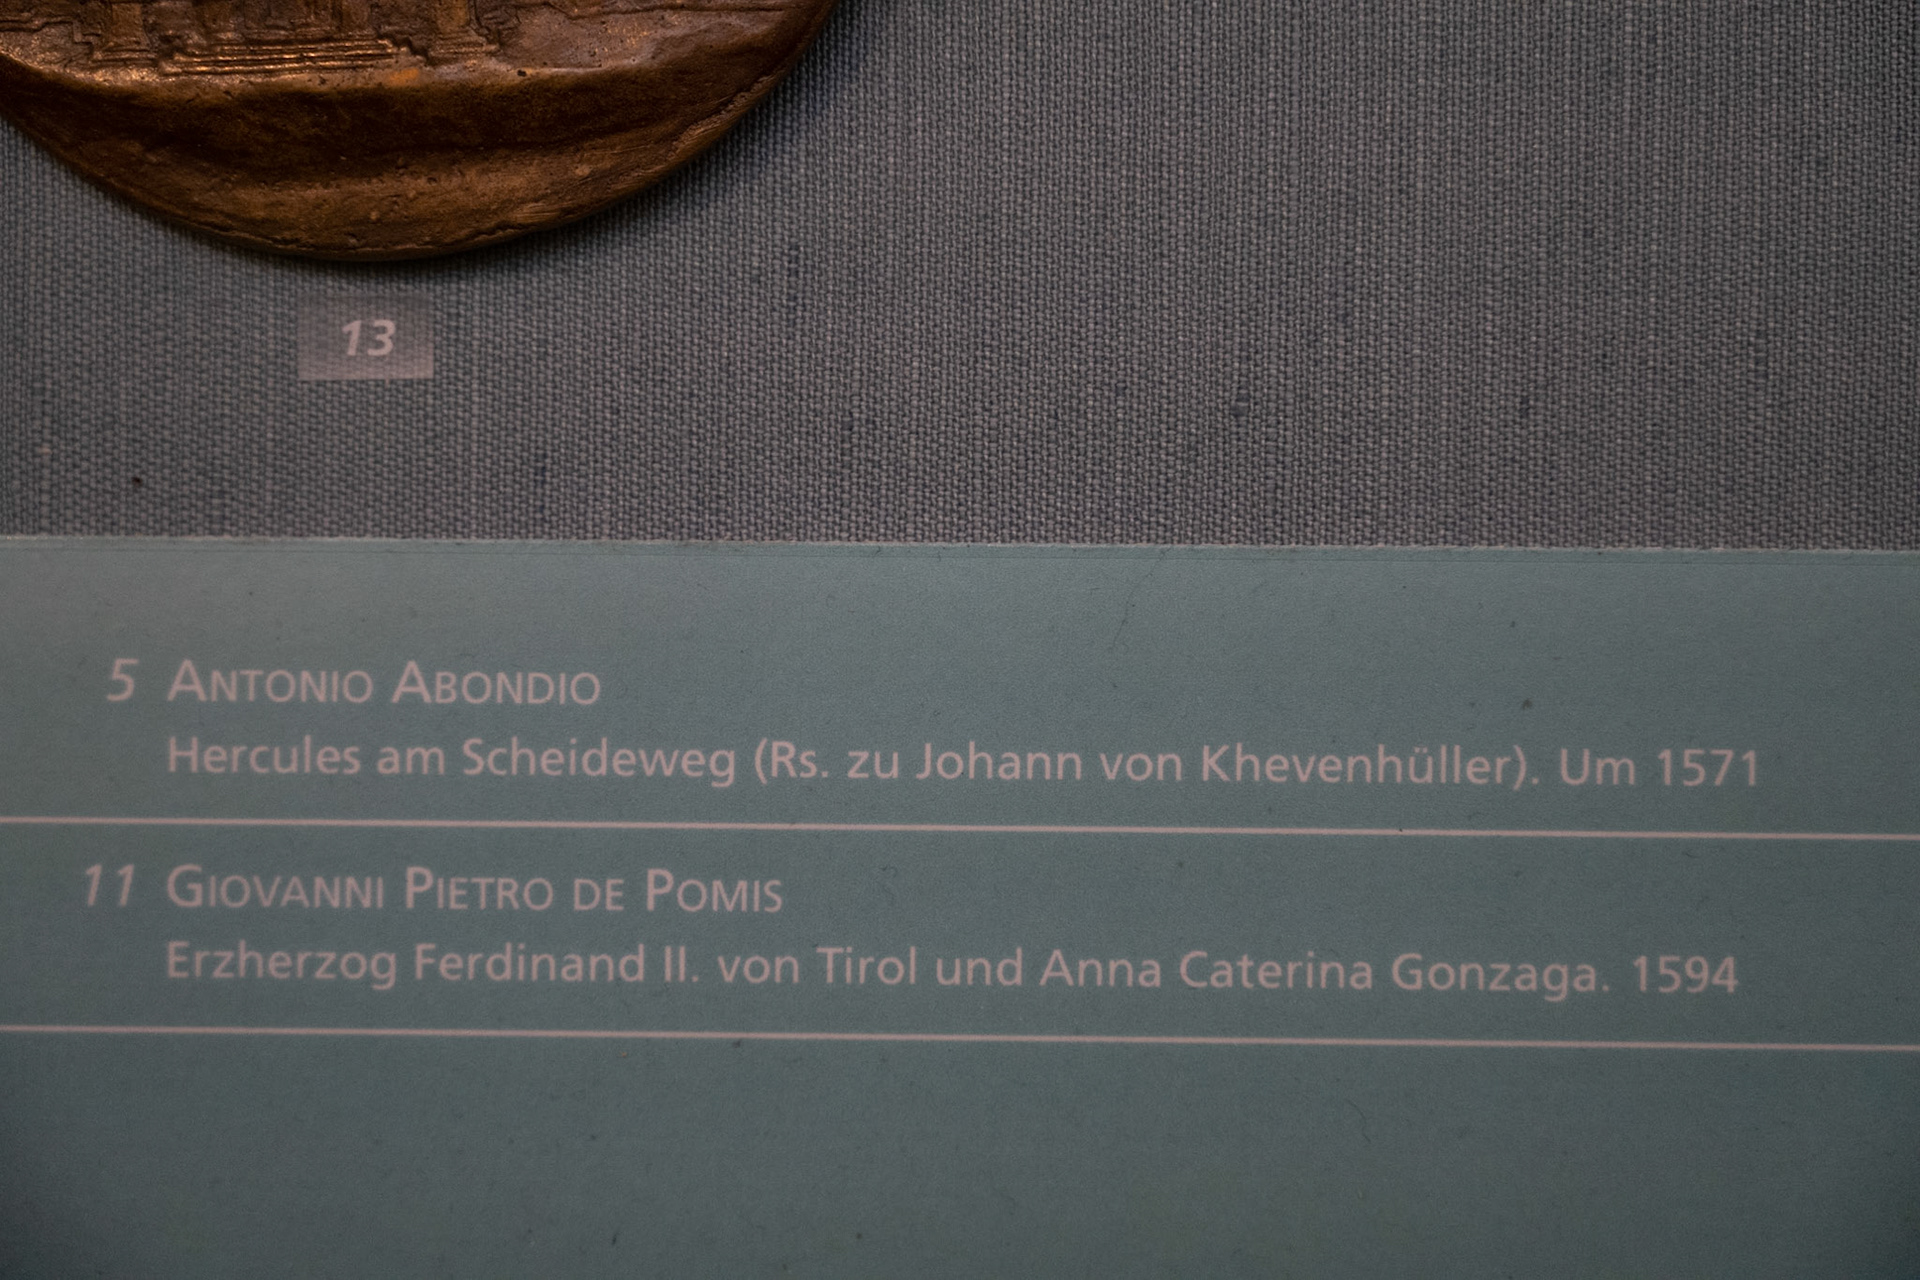 13
5 ANTONIO ABONDIO
Hercules am Scheideweg (Rs. zu Johann von Khevenhüller). Um 1571
11 GIOVANNI PIETRO DE POMIS
Erzherzog Ferdinand II. von Tirol und Anna Caterina Gonzaga. 1594